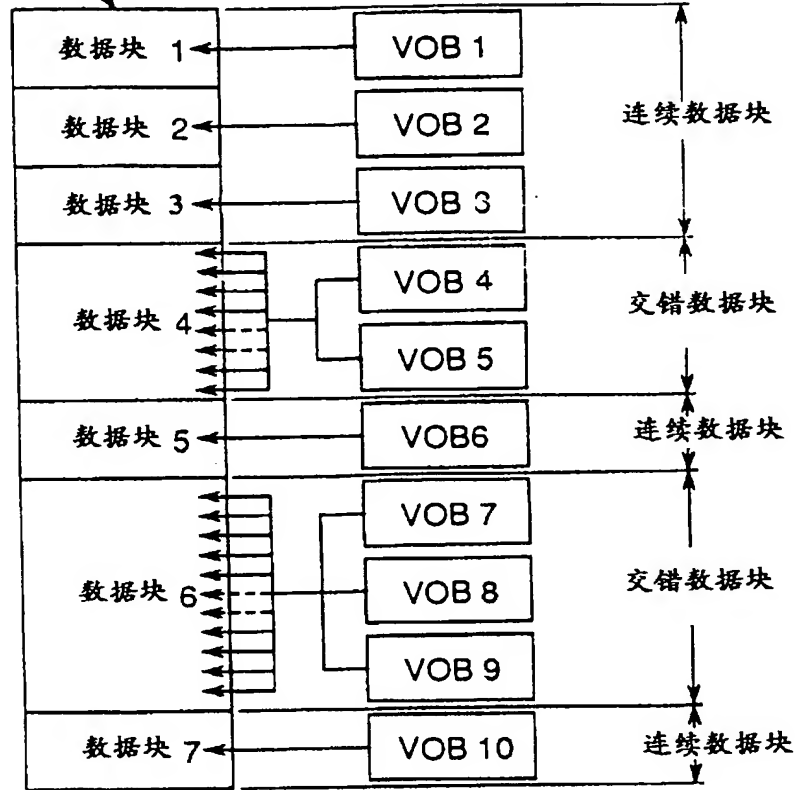 数据块 1 VOB 1
连续数据块
数据块 2 VOB 2
数据块 3 VOB 3
数据块 4 VOB 4
交错数据块
VOB 5
数据块 5 VOB6
连续数据块
VOB 7
数据块 6 VOB 8
交错数据块
VOB 9
数据块 7 VOB 10
连续数据块